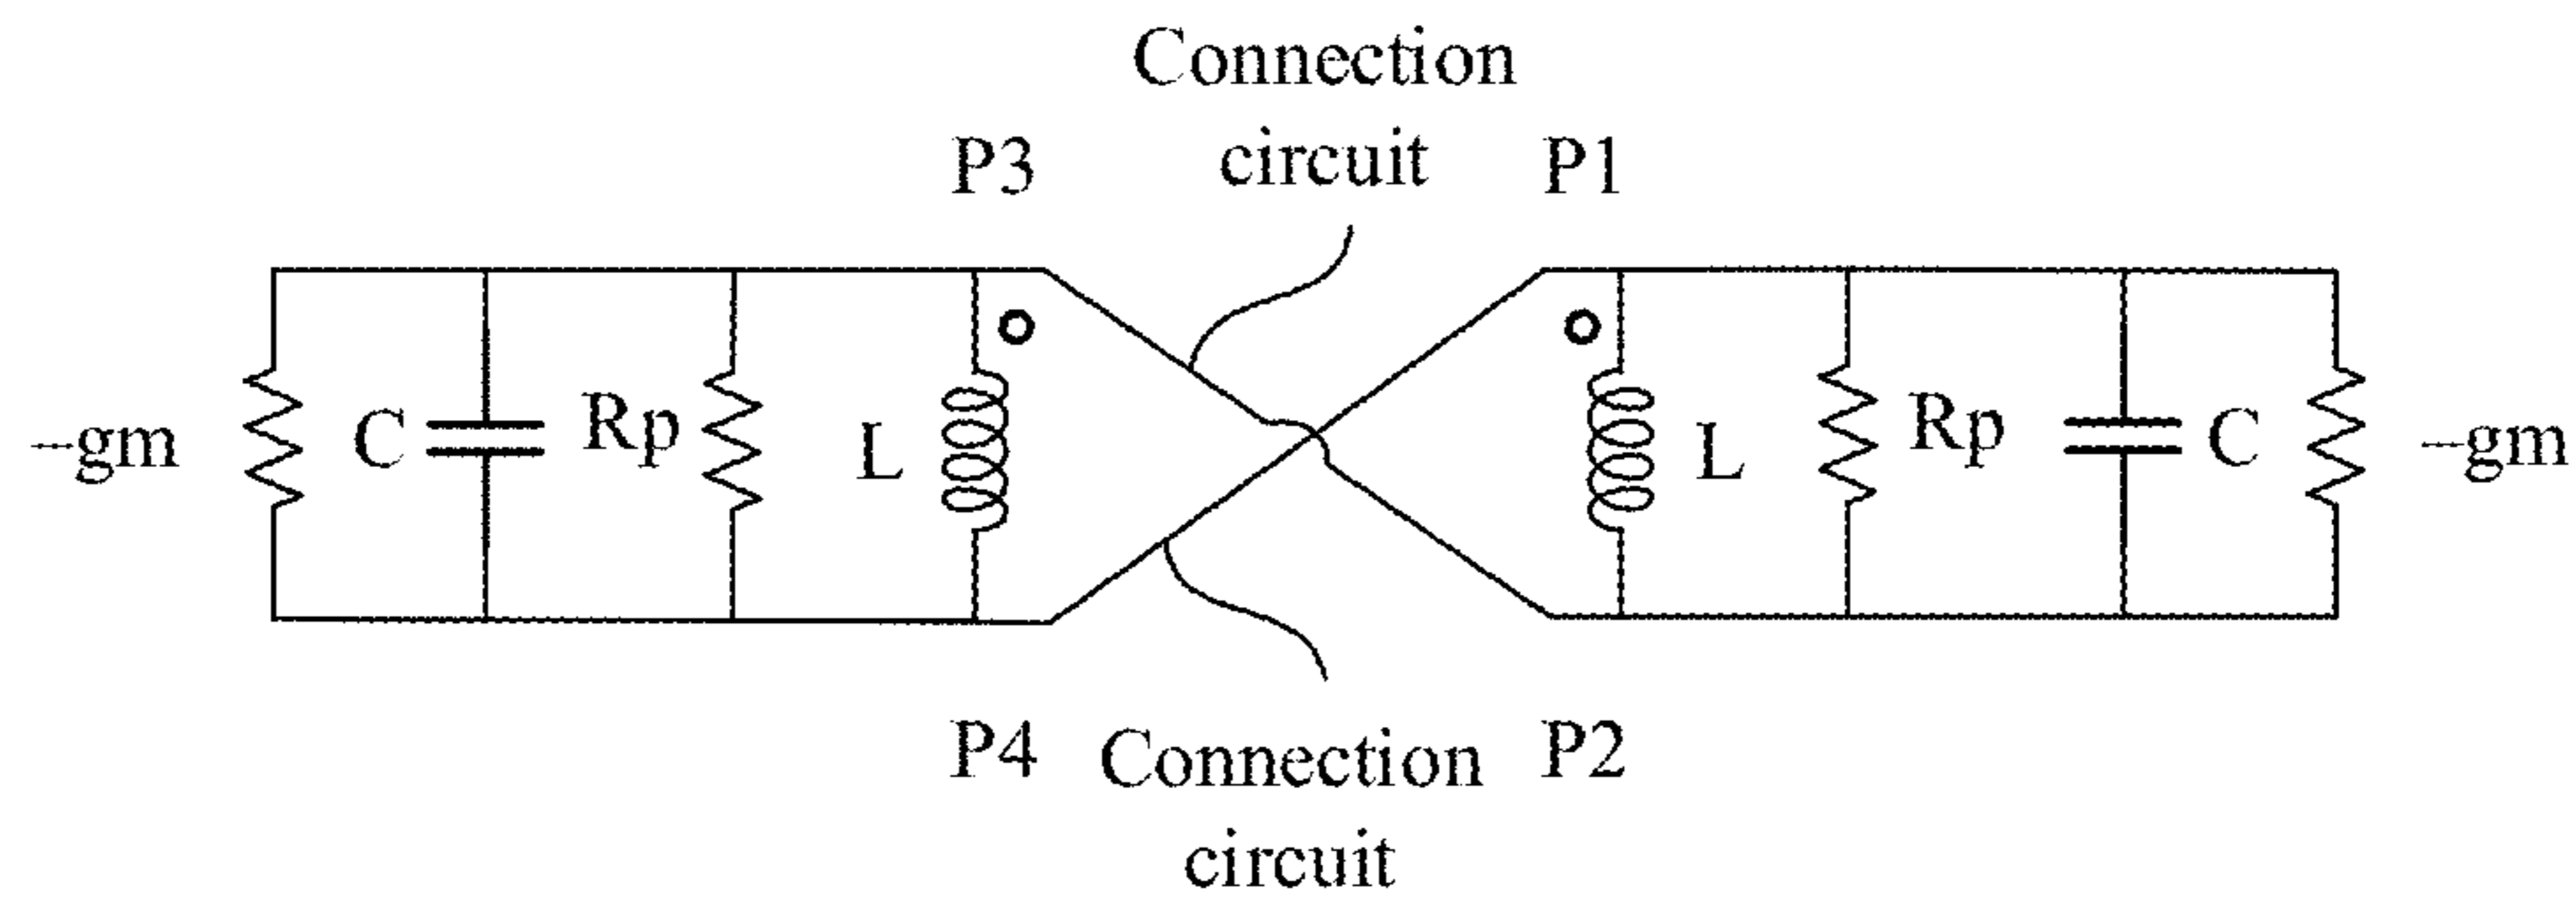 Connection
circuit
P3
P1
–gm
C
Rp
L
L
Rp
C
–gm
P4
P2
Connection
circuit